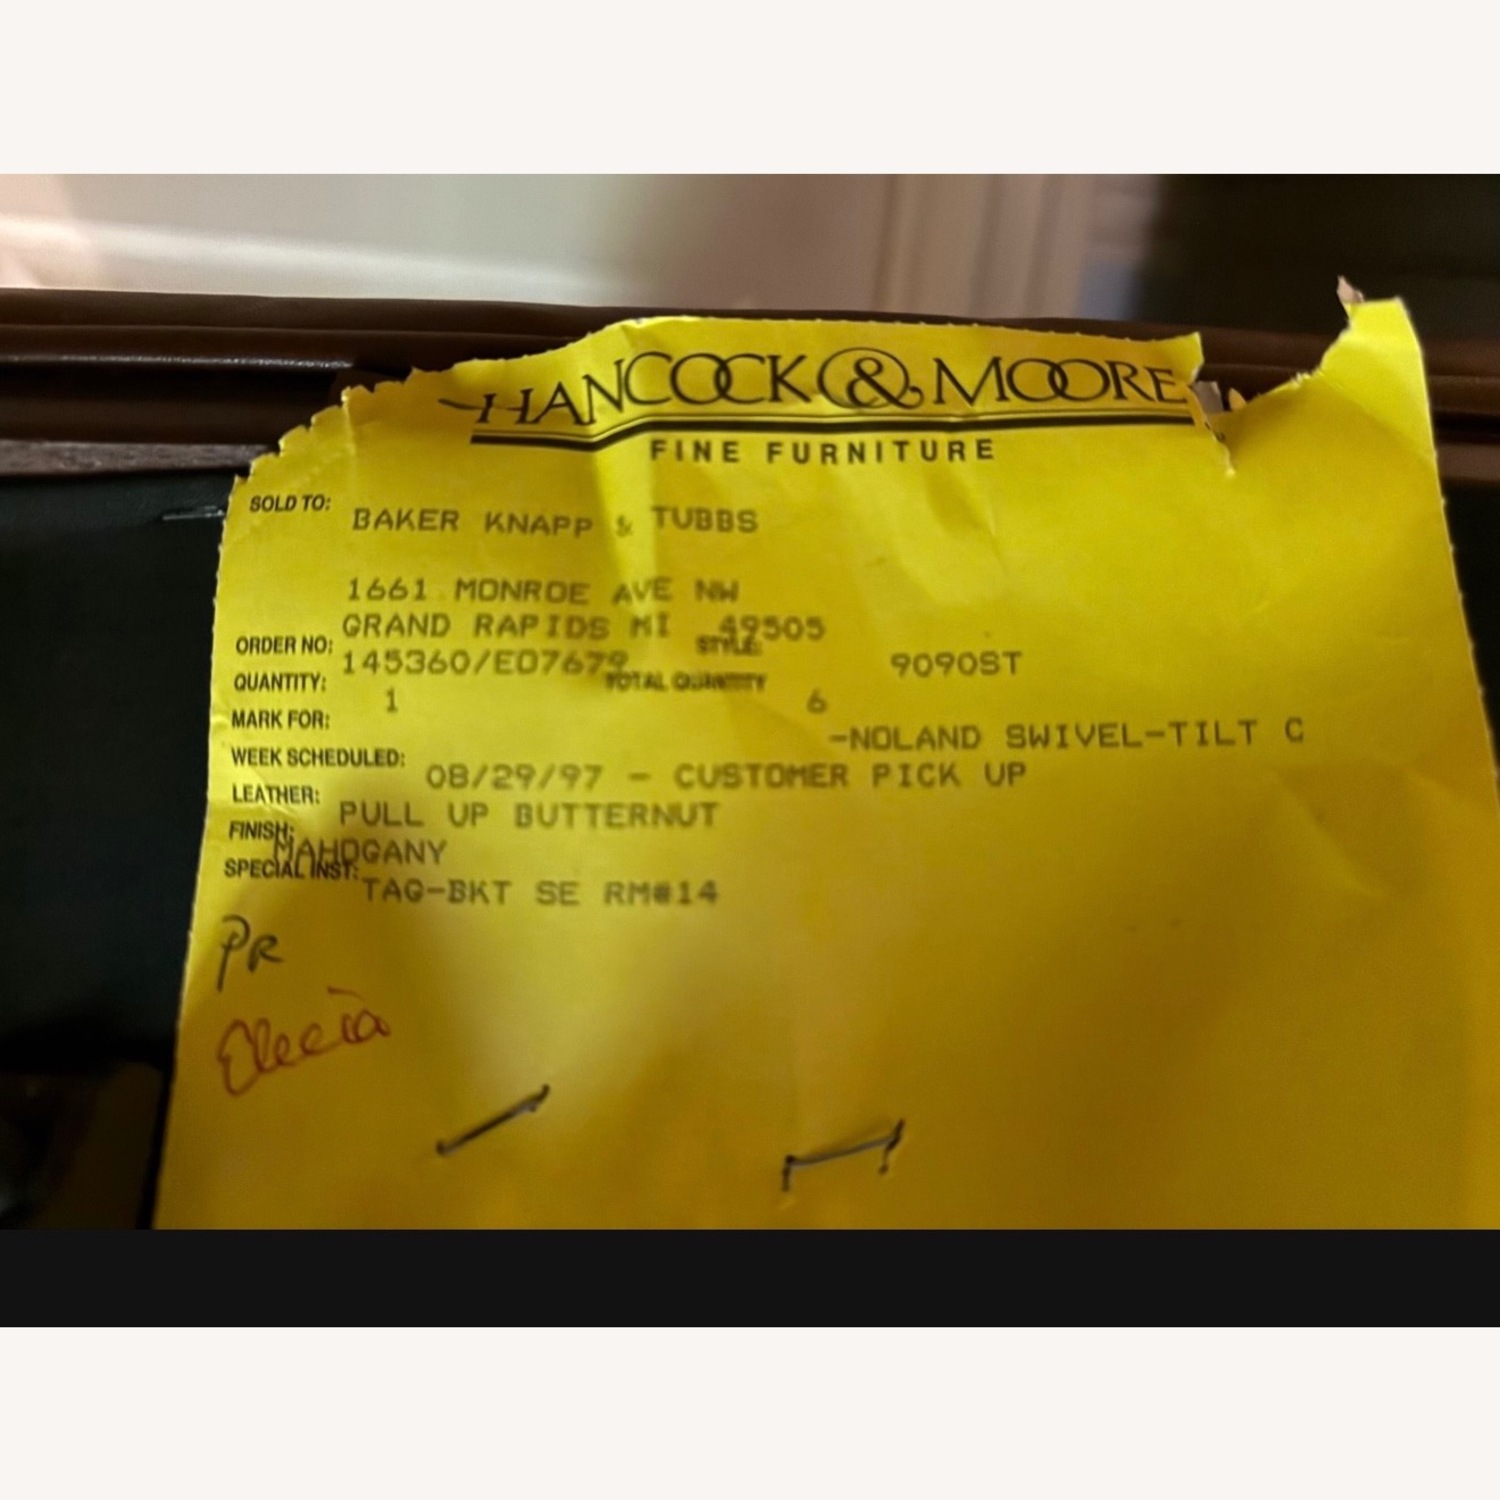 HANCOCK & MOORE
FINE FURNITURE
SOLD TO: BAKER KNAPP & TUBBS
1661 MONROE AVE NW
GRAND RAPIDS MI 49505
ORDER NO: 145360/E07679 STYLE: 9090ST
QUANTITY: 1 TOTAL QUANTITY 6
MARK FOR: -NOLAND SWIVEL-TILT C
WEEK SCHEDULED: 08/29/97 - CUSTOMER PICK UP
LEATHER: PULL UP BUTTERNUT
FINISH: MAHOGANY
SPECIAL INST: TAG-BKT SE RM#14
PR